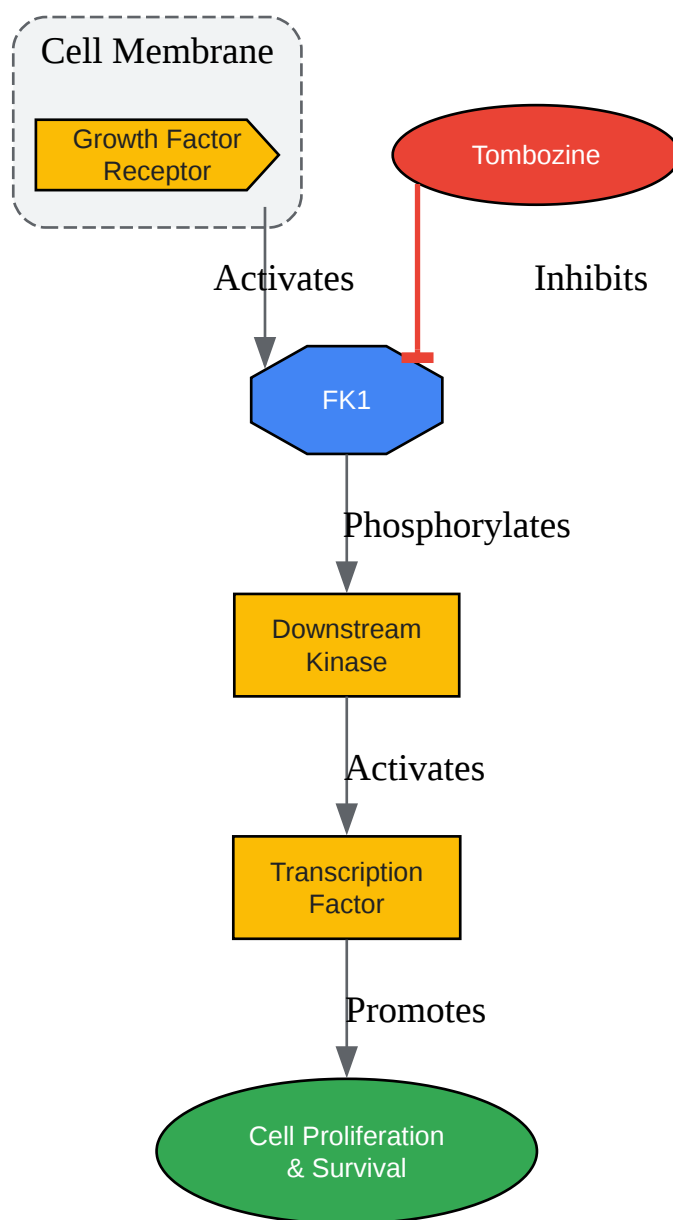 Cell Membrane
Growth Factor
Receptor
Tombozine
Activates
Inhibits
FK1
Phosphorylates
Downstream
Kinase
Activates
Transcription
Factor
Promotes
Cell Proliferation
& Survival